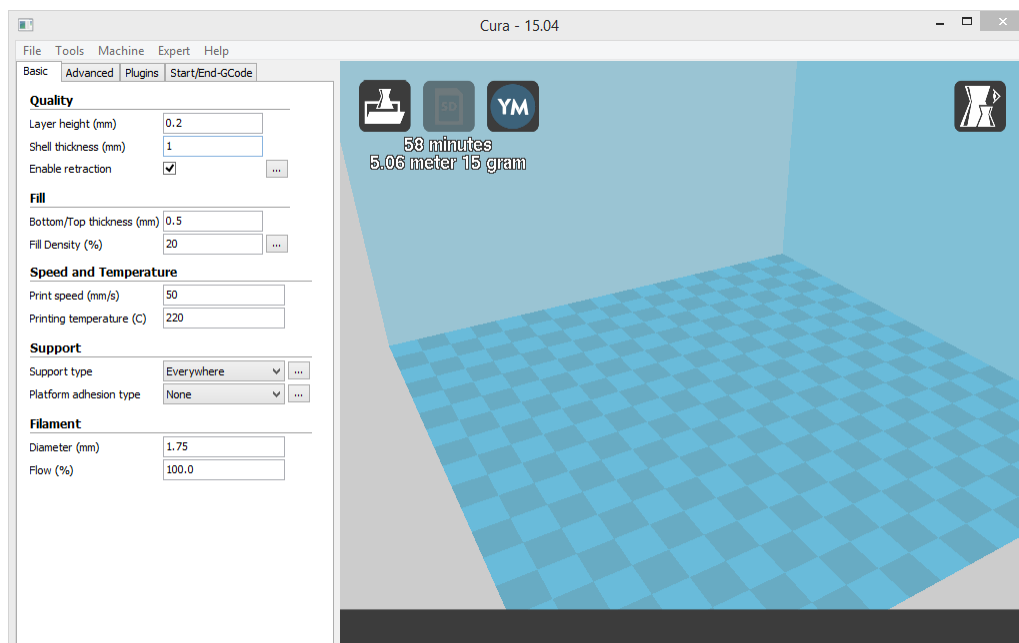 Cura - 15.04
File Tools Machine Expert Help
Basic Advanced Plugins Start/End-GCode
Quality
Layer height (mm) 0.2
Shell thickness (mm) 1
Enable retraction ...
Fill
Bottom/Top thickness (mm) 0.5
Fill Density (%) 20 ...
Speed and Temperature
Print speed (mm/s) 50
Printing temperature (C) 220
Support
Support type Everywhere ...
Platform adhesion type None ...
Filament
Diameter (mm) 1.75
Flow (%) 100.0
SD YM
58 minutes
5.06 meter 15 gram